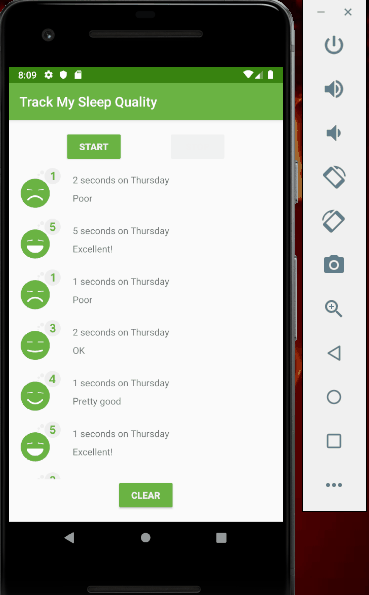 8:09
Track My Sleep Quality
START
1
2 seconds on Thursday
Poor
5
5 seconds on Thursday
Excellent!
1
1 seconds on Thursday
Poor
3
2 seconds on Thursday
OK
4
1 seconds on Thursday
Pretty good
5
1 seconds on Thursday
Excellent!
CLEAR